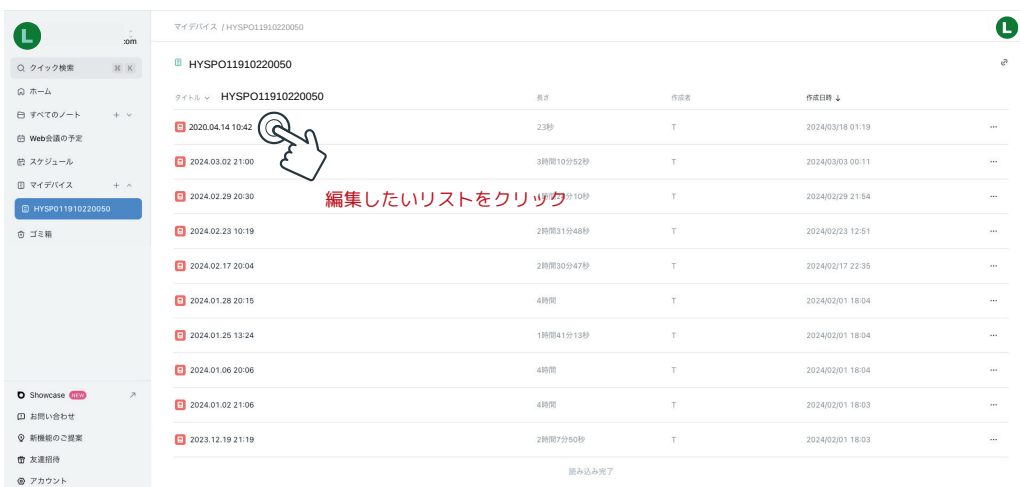 L
:om
クイック検索 ⌘ K
ホーム
すべてのノート
Web会議の予定
スケジュール
マイデバイス
HYSPO11910220050
ゴミ箱
Showcase NEW
お問い合わせ
新機能のご提案
友達招待
アカウント
マイデバイス / HYSPO11910220050
L
HYSPO11910220050
タイトル HYSPO11910220050 長さ 作成者 作成日時 ↓
2020.04.14 10:42 23秒 T 2024/03/18 01:19
2024.03.02 21:00 3時間10分52秒 T 2024/03/03 00:11
編集したいリストをクリック
2024.02.29 20:30 10秒 T 2024/02/29 21:54
2024.02.23 10:19 2時間31分48秒 T 2024/02/23 12:51
2024.02.17 20:04 2時間30分47秒 T 2024/02/17 22:35
2024.01.28 20:15 4時間 T 2024/02/01 18:04
2024.01.25 13:24 1時間41分13秒 T 2024/02/01 18:04
2024.01.06 20:06 4時間 T 2024/02/01 18:04
2024.01.02 21:06 4時間 T 2024/02/01 18:03
2023.12.19 21:19 2時間7分50秒 T 2024/02/01 18:03
読み込み完了